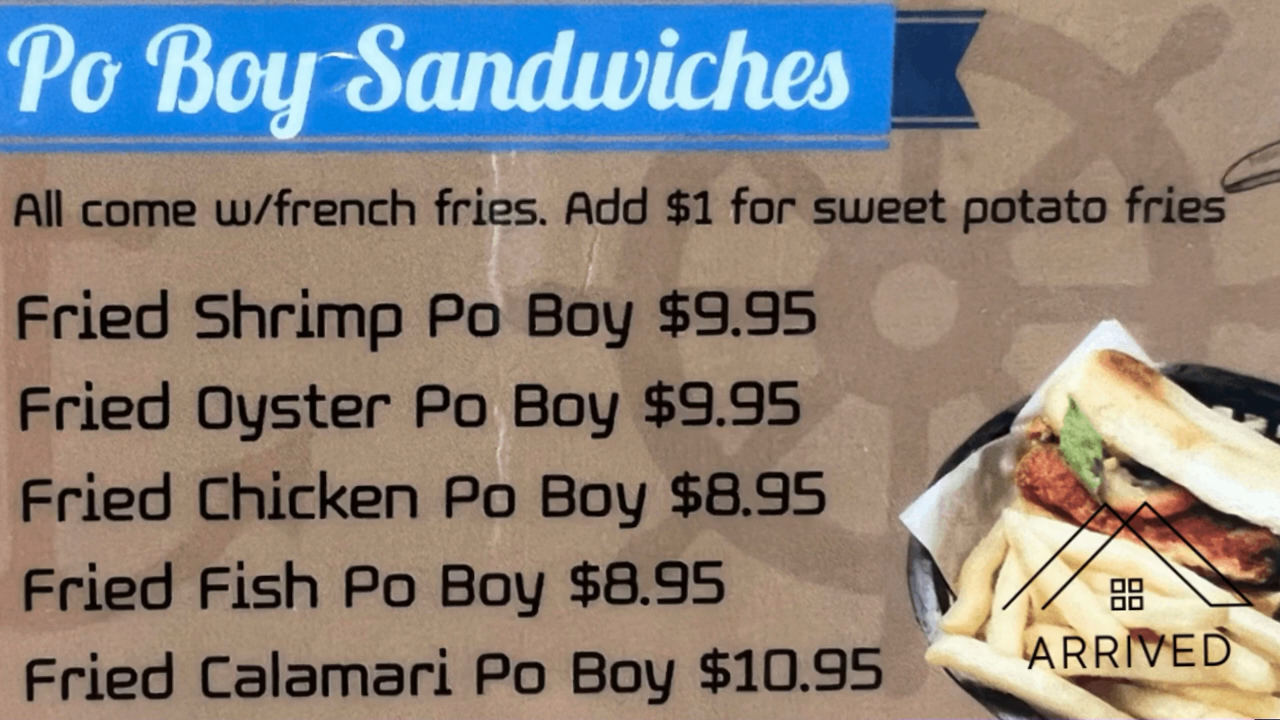 Po Boy Sandwiches
All come w/french fries. Add $1 for sweet potato fries
Fried Shrimp Po Boy $9.95
Fried Oyster Po Boy $9.95
Fried Chicken Po Boy $8.95
Fried Fish Po Boy $8.95
Fried Calamari Po Boy $10.95
ARRIVED